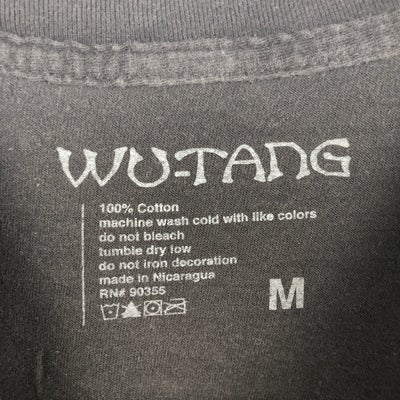 WU-TANG
100% Cotton
machine wash cold with like colors
do not bleach
tumble dry low
do not iron decoration
made in Nicaragua
RN# 90355
M